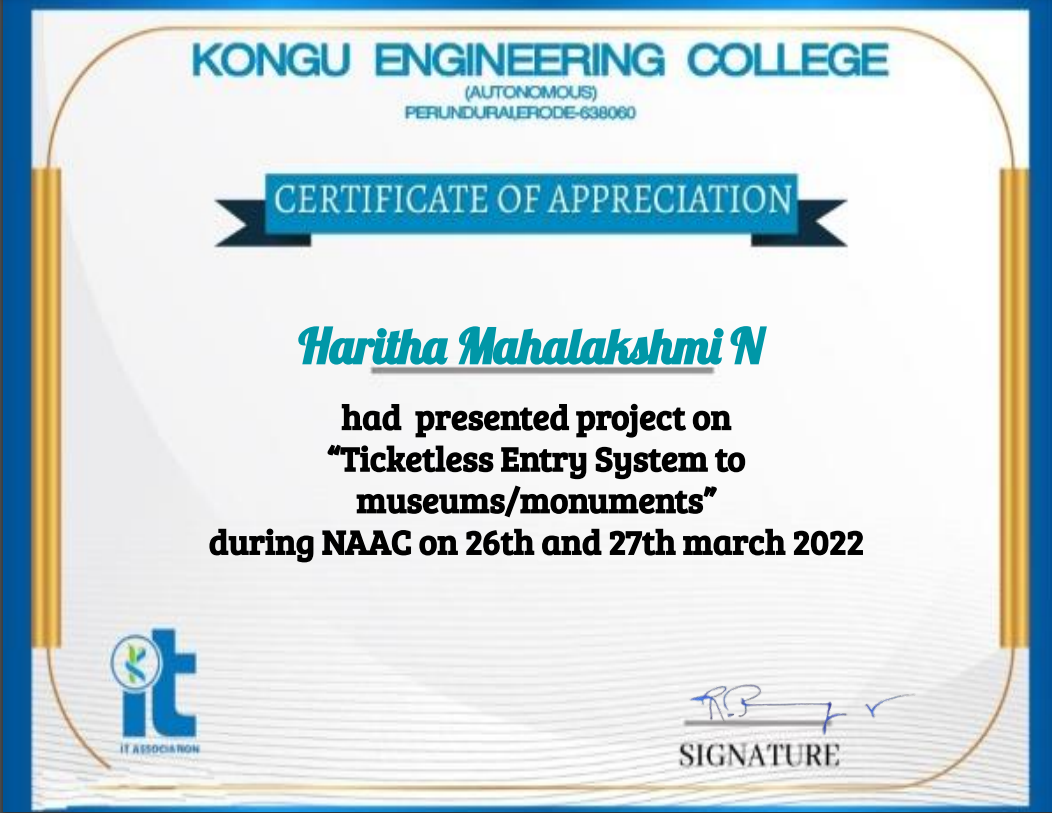 KONGU ENGINEERING COLLEGE
(AUTONOMOUS)
PERUNDURAI,ERODE-638060
CERTIFICATE OF APPRECIATION
Haritha Mahalakshmi N
had presented project on
“Ticketless Entry System to
museums/monuments”
during NAAC on 26th and 27th march 2022
it
IT ASSOCIATION
SIGNATURE